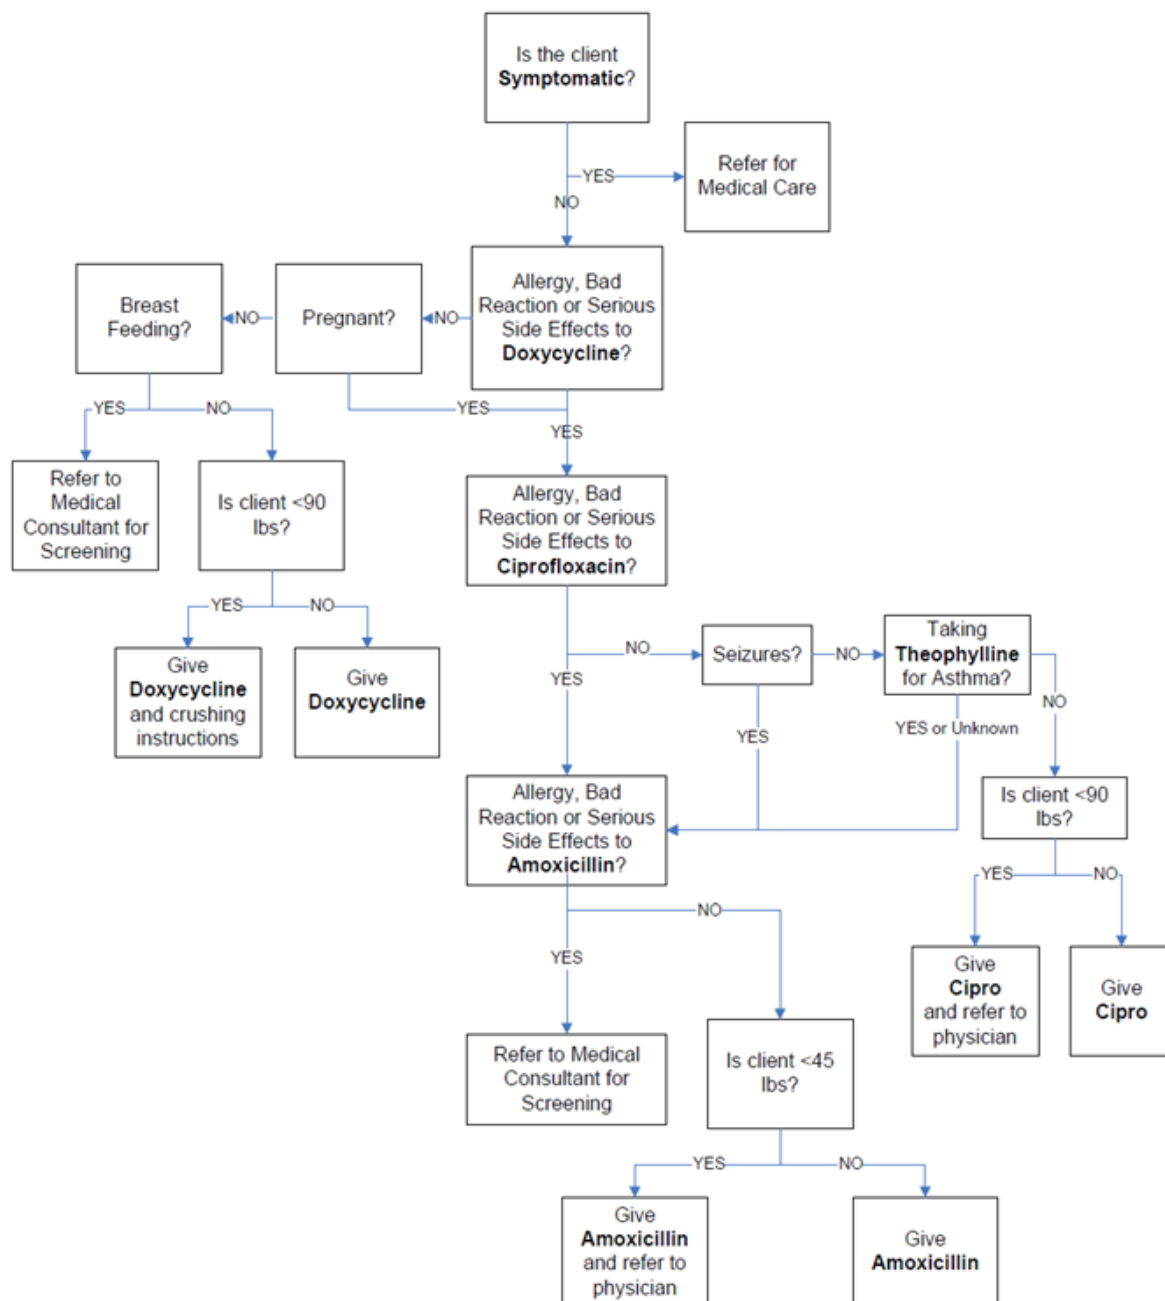 Is the client
Symptomatic?
YES
NO
Refer for
Medical Care
Allergy, Bad
Reaction or Serious
Side Effects to
Doxycycline?
NO
Pregnant?
NO
Breast
Feeding?
YES
NO
YES
YES
Refer to
Medical
Consultant for
Screening
Is client <90
lbs?
YES
NO
Give
Doxycycline
and crushing
instructions
Give
Doxycycline
Allergy, Bad
Reaction or Serious
Side Effects to
Ciprofloxacin?
YES
NO
Seizures?
NO
YES
Taking
Theophylline
for Asthma?
NO
YES or Unknown
Is client <90
lbs?
YES
NO
Give
Cipro
and refer to
physician
Give
Cipro
Allergy, Bad
Reaction or Serious
Side Effects to
Amoxicillin?
NO
YES
Refer to Medical
Consultant for
Screening
Is client <45
lbs?
YES
NO
Give
Amoxicillin
and refer to
physician
Give
Amoxicillin